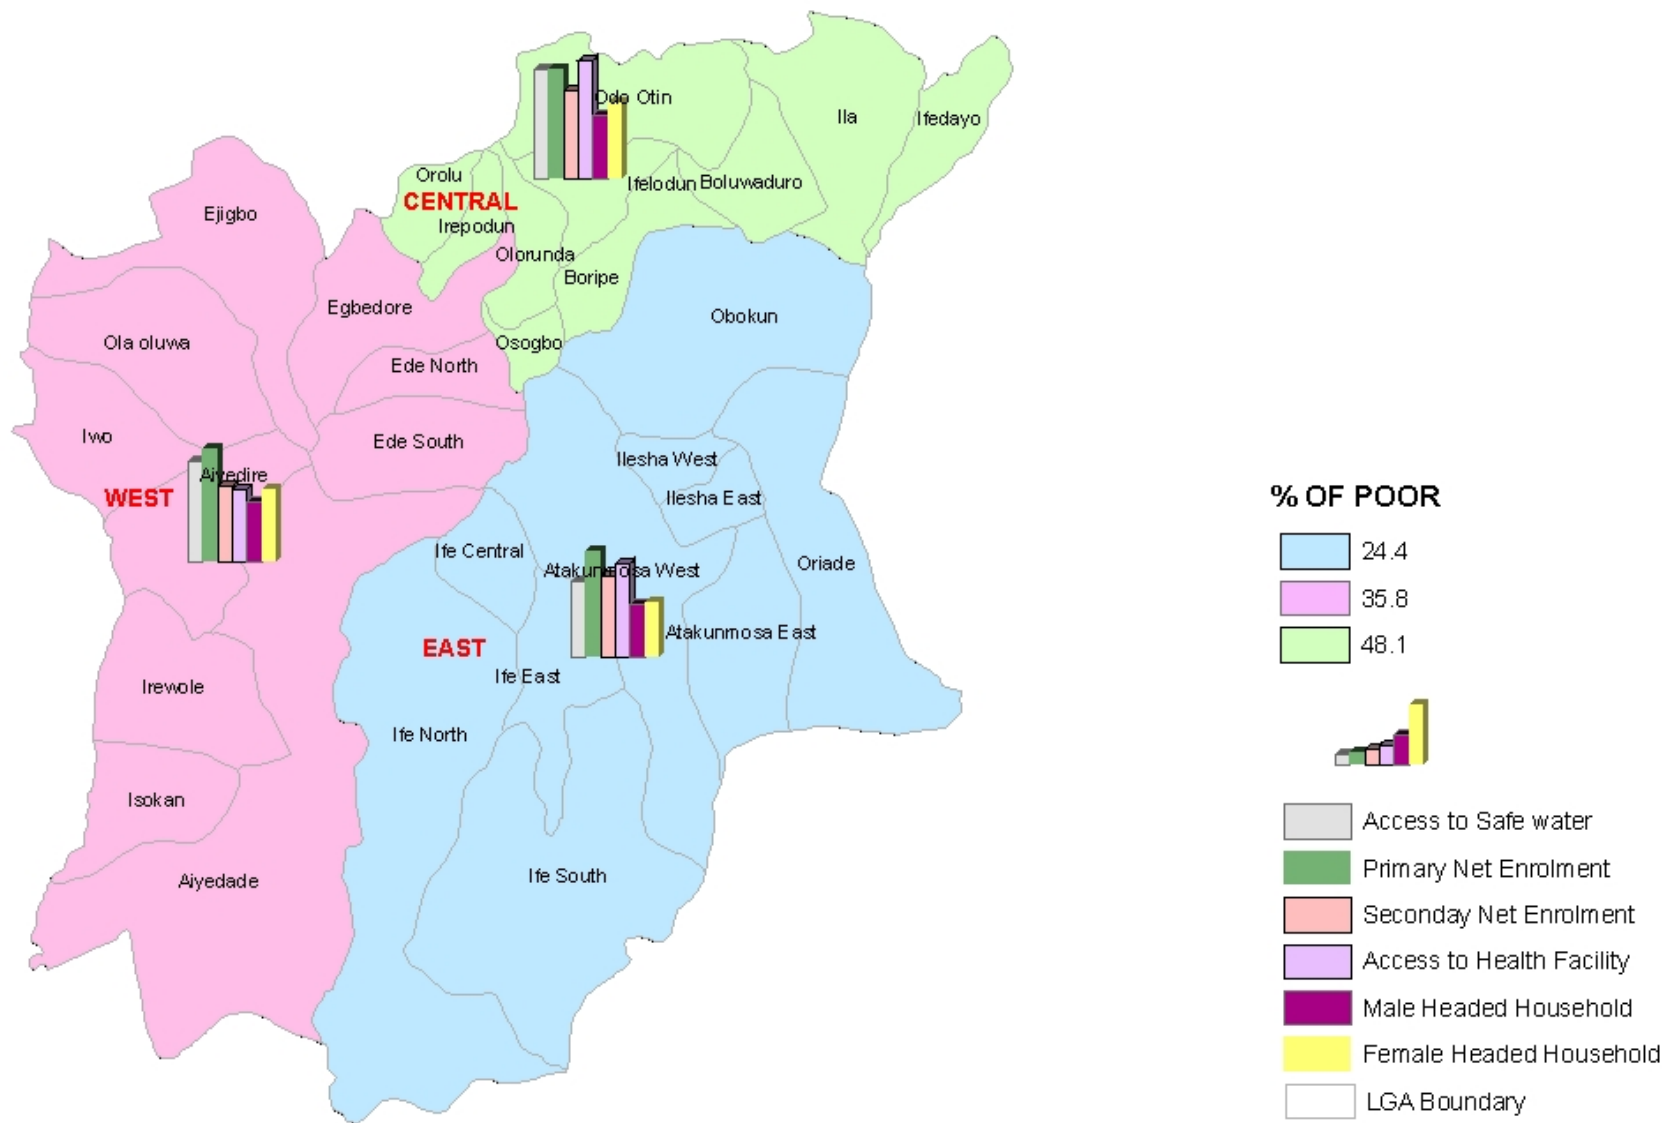 Odo Otin
Ila
Ifedayo
Orolu
Ifelodun
Boluwaduro
CENTRAL
Ejigbo
Irepodun
Olorunda
Boripe
Egbedore
Obokun
Ola oluwa
Osogbo
Ede North
Iwo
Ede South
Ilesha West
Aiyedire
WEST
Ilesha East
Ife Central
Oriade
Atakunmosa West
Atakunmosa East
EAST
Ife East
Irewole
Ife North
Isokan
Ife South
Aiyedade
% OF POOR
24.4
35.8
48.1
Access to Safe water
Primary Net Enrolment
Seconday Net Enrolment
Access to Health Facility
Male Headed Household
Female Headed Household
LGA Boundary